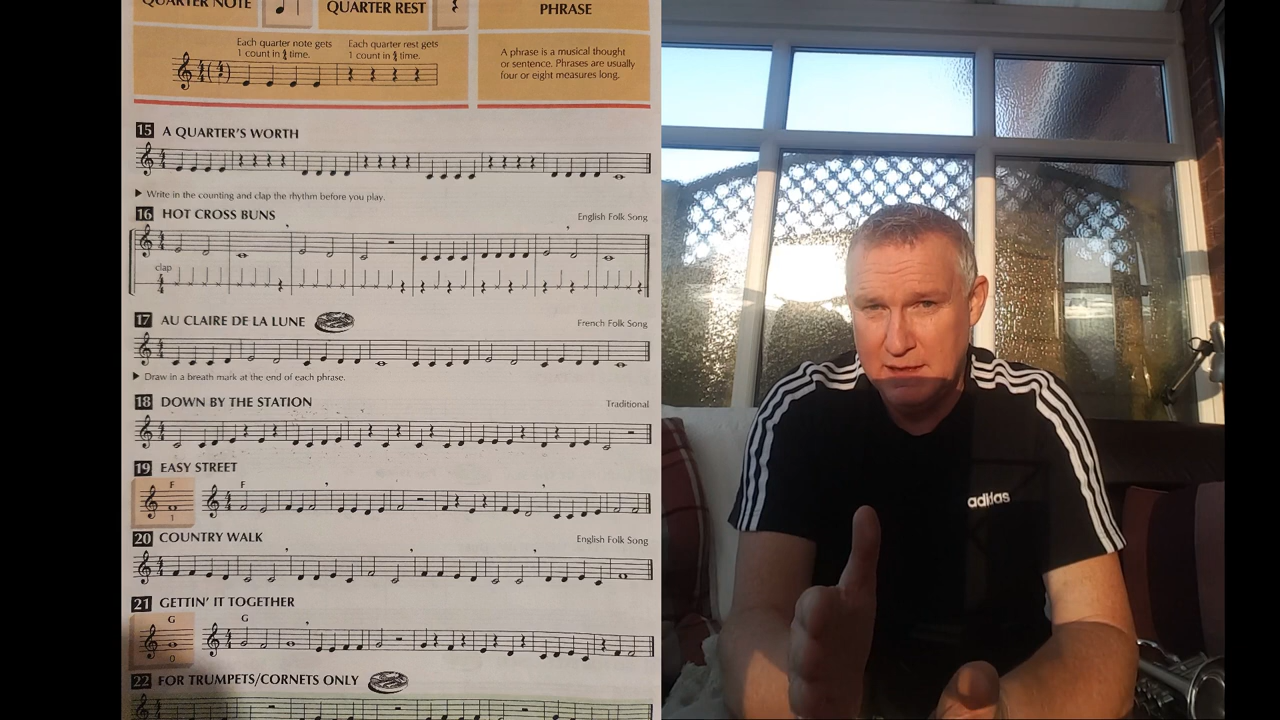 QUARTER NOTE
QUARTER REST
PHRASE
Each quarter note gets
1 count in 4/4 time.
Each quarter rest gets
1 count in 4/4 time.
A phrase is a musical thought
or sentence. Phrases are usually
four or eight measures long.
15 A QUARTER'S WORTH
▶ Write in the counting and clap the rhythm before you play.
16 HOT CROSS BUNS
English Folk Song
clap
17 AU CLAIRE DE LA LUNE
French Folk Song
▶ Draw in a breath mark at the end of each phrase.
18 DOWN BY THE STATION
Traditional
19 EASY STREET
F
F
1
20 COUNTRY WALK
English Folk Song
21 GETTIN' IT TOGETHER
G
G
0
22 FOR TRUMPETS/CORNETS ONLY
adidas